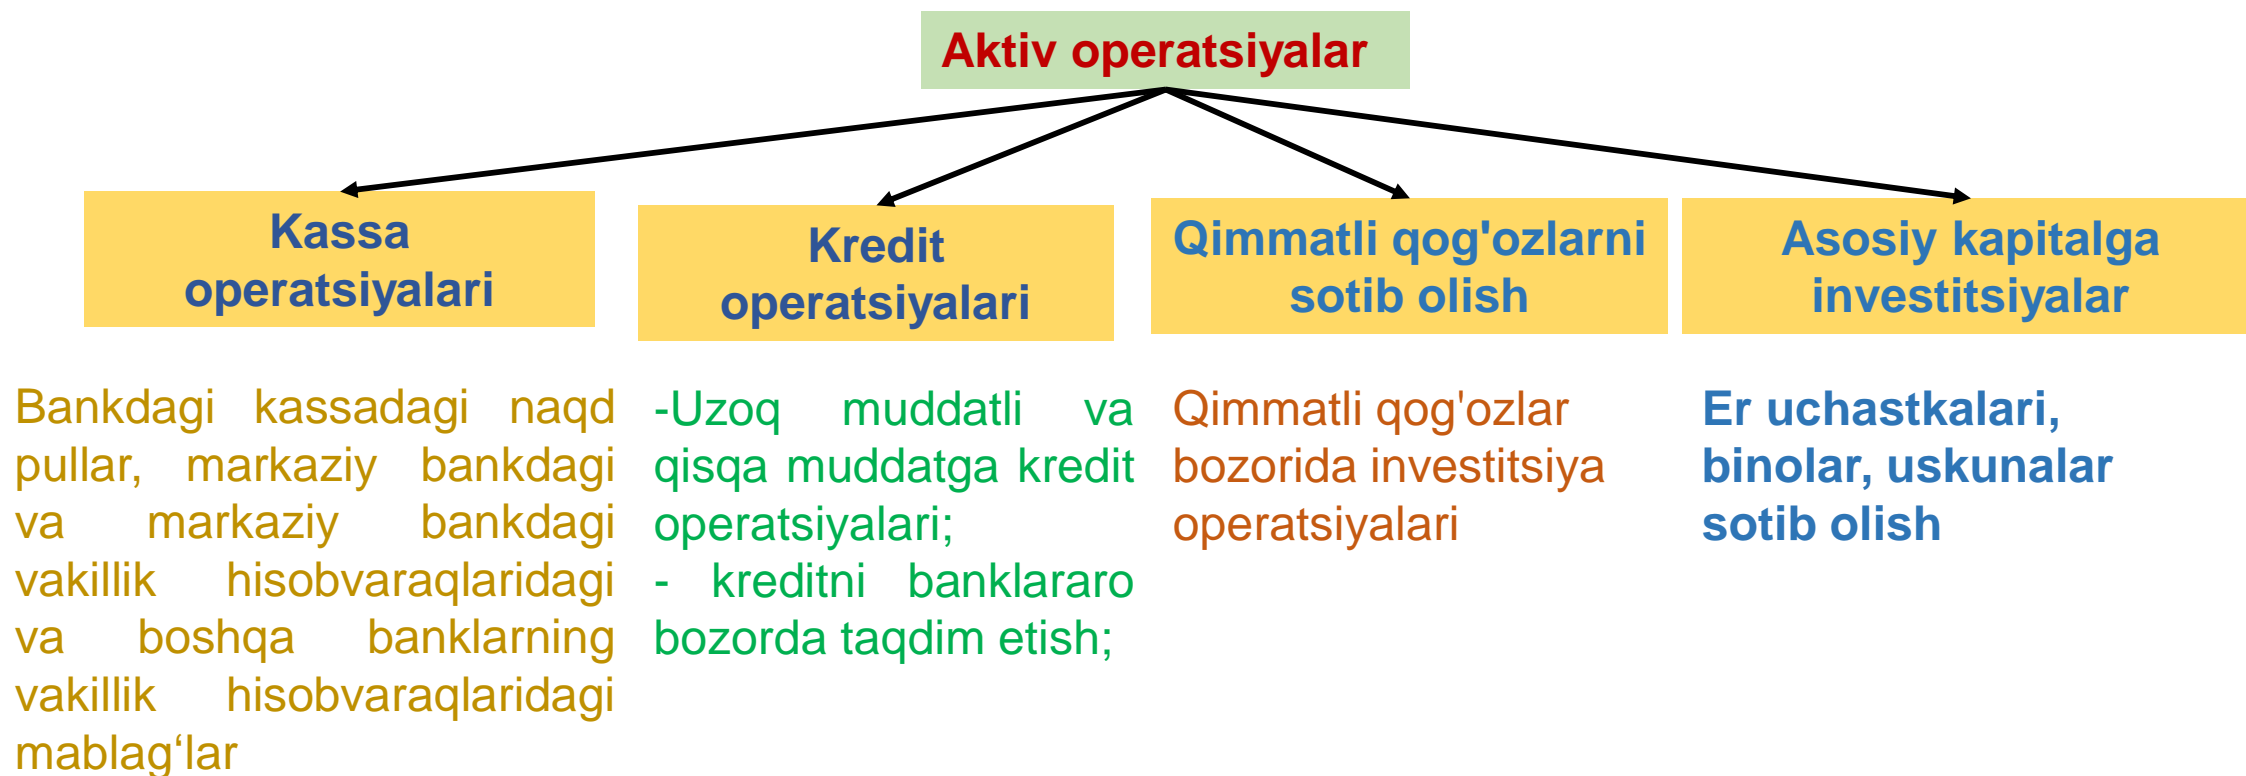 Aktiv operatsiyalar
Kassa
operatsiyalari
Kredit
operatsiyalari
Qimmatli qog'ozlarni
sotib olish
Asosiy kapitalga
investitsiyalar
Bankdagi kassadagi naqd
pullar, markaziy bankdagi
va markaziy bankdagi
vakillik hisobvaraqlaridagi
va boshqa banklarning
vakillik hisobvaraqlaridagi
mablag‘lar
-Uzoq muddatli va
qisqa muddatga kredit
operatsiyalari;
- kreditni banklararo
bozorda taqdim etish;
Qimmatli qog'ozlar
bozorida investitsiya
operatsiyalari
Er uchastkalari,
binolar, uskunalar
sotib olish